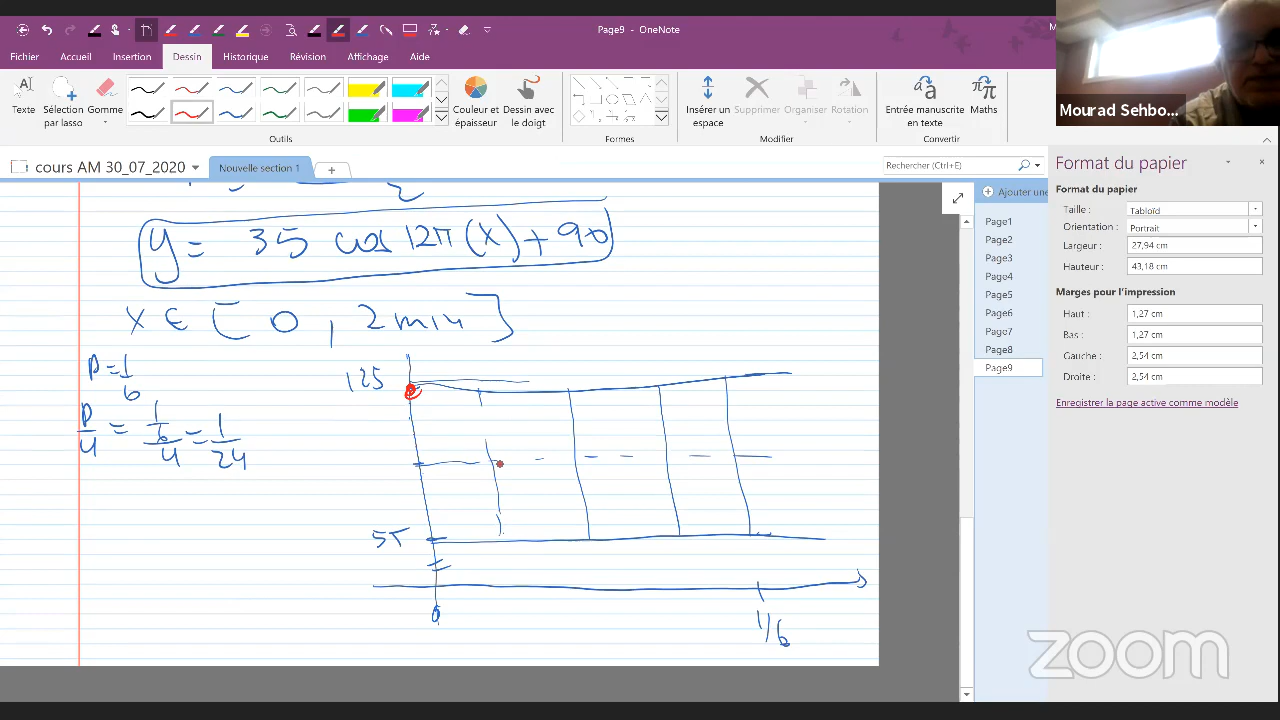 Page9 - OneNote
Fichier Accueil Insertion Dessin Historique Révision Affichage Aide
Texte Sélection par lasso Gomme Couleur et épaisseur Dessin avec le doigt Insérer un espace Supprimer Organiser Rotation Entrée manuscrite en texte Maths
Outils Formes Modifier Convertir
Mourad Sehbo...
cours AM 30_07_2020 Nouvelle section 1 +
Rechercher (Ctrl+E)
Ajouter une
Page1
Page2
Page3
Page4
Page5
Page6
Page7
Page8
Page9
Format du papier
Format du papier
Taille : Tabloïd
Orientation : Portrait
Largeur : 27,94 cm
Hauteur : 43,18 cm
Marges pour l'impression
Haut : 1,27 cm
Bas : 1,27 cm
Gauche : 2,54 cm
Droite : 2,54 cm
Enregistrer la page active comme modèle
2
y = 35 cos 12π (x) + 90
x ∈ [ 0 , 2 min ]
P = 1/6
P/4 = 1/6/4 = 1/24
125
55
0
1/6
zoom